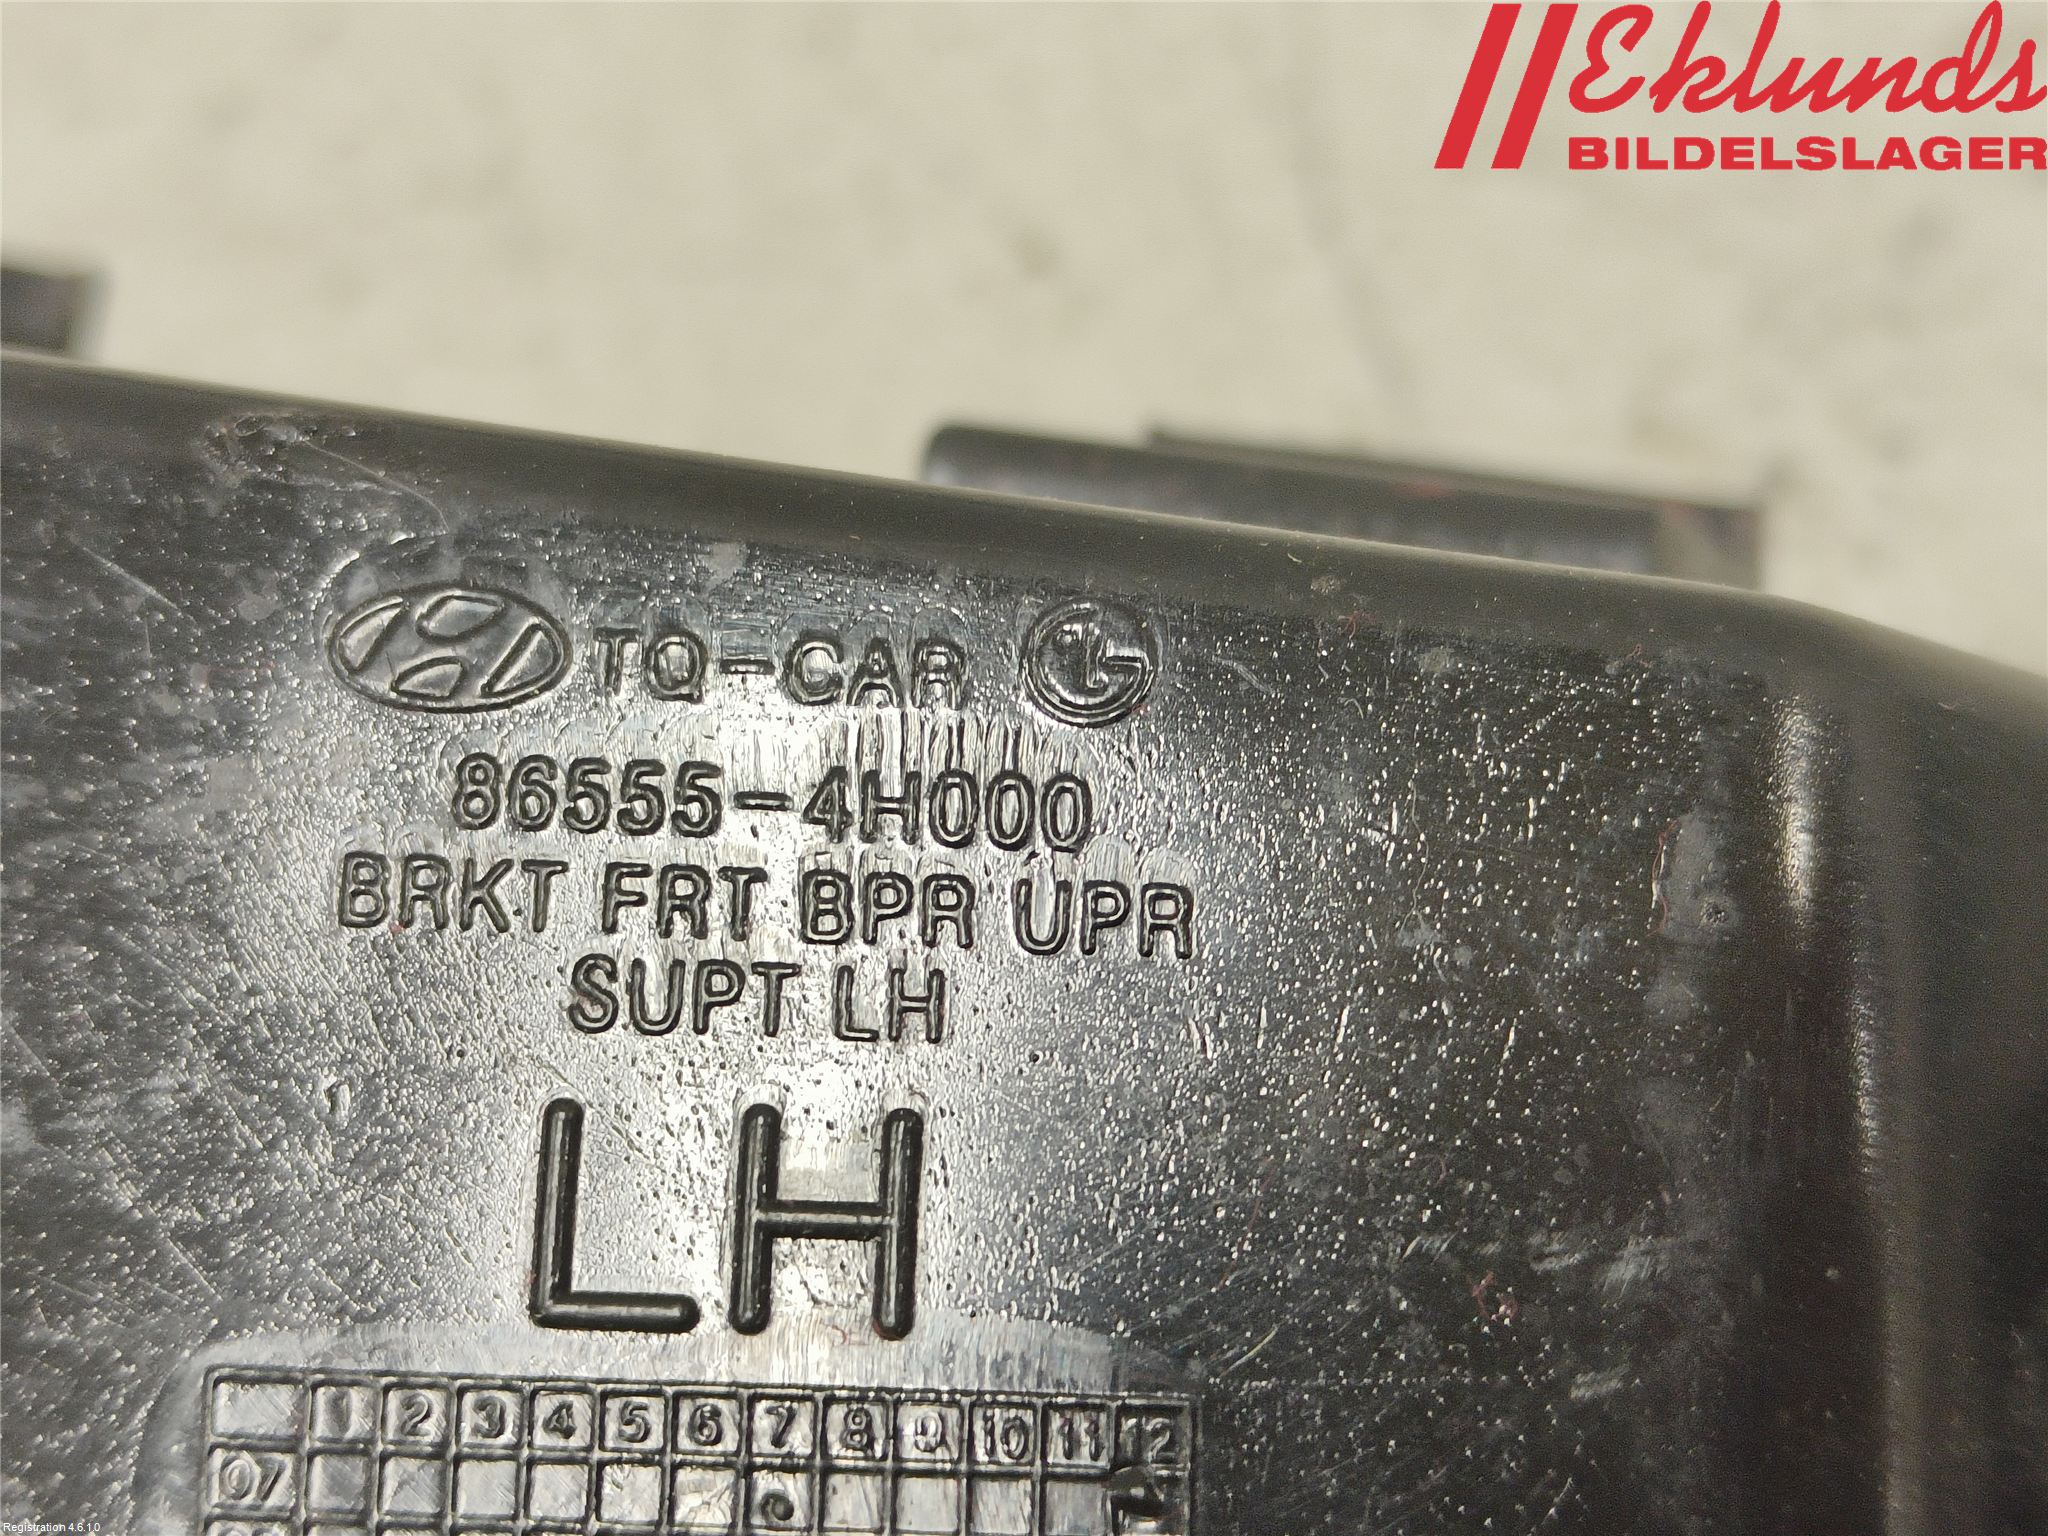 Eklunds
BILDELSLAGER
TQ-CAR
86555-4H000
BRKT FRT BPR UPR
SUPT LH
LH
1 2 3 4 5 6 7 8 9 10 11 12
07
Registration 4.6.1.0